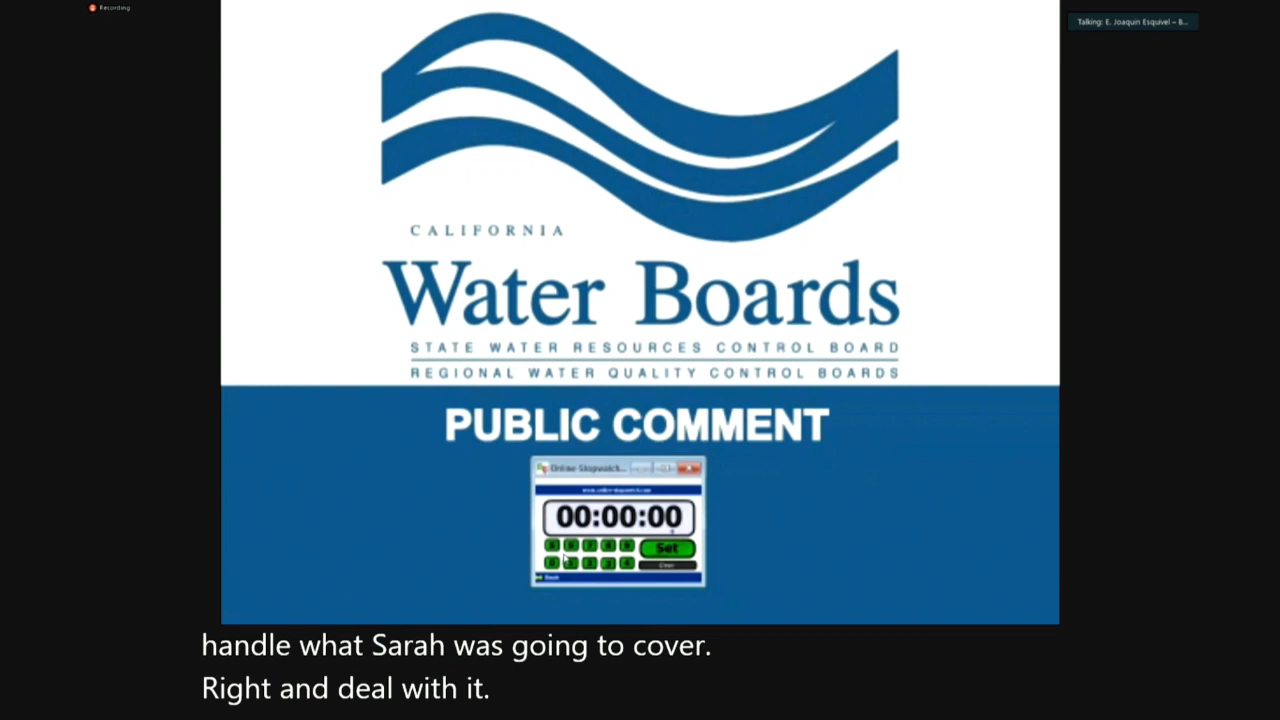 Recording
Talking: E. Joaquin Esquivel – B...
CALIFORNIA
Water Boards
STATE WATER RESOURCES CONTROL BOARD
REGIONAL WATER QUALITY CONTROL BOARDS
PUBLIC COMMENT
Online-Stopwatch...
00:00:00
Set
Clear
handle what Sarah was going to cover.
Right and deal with it.